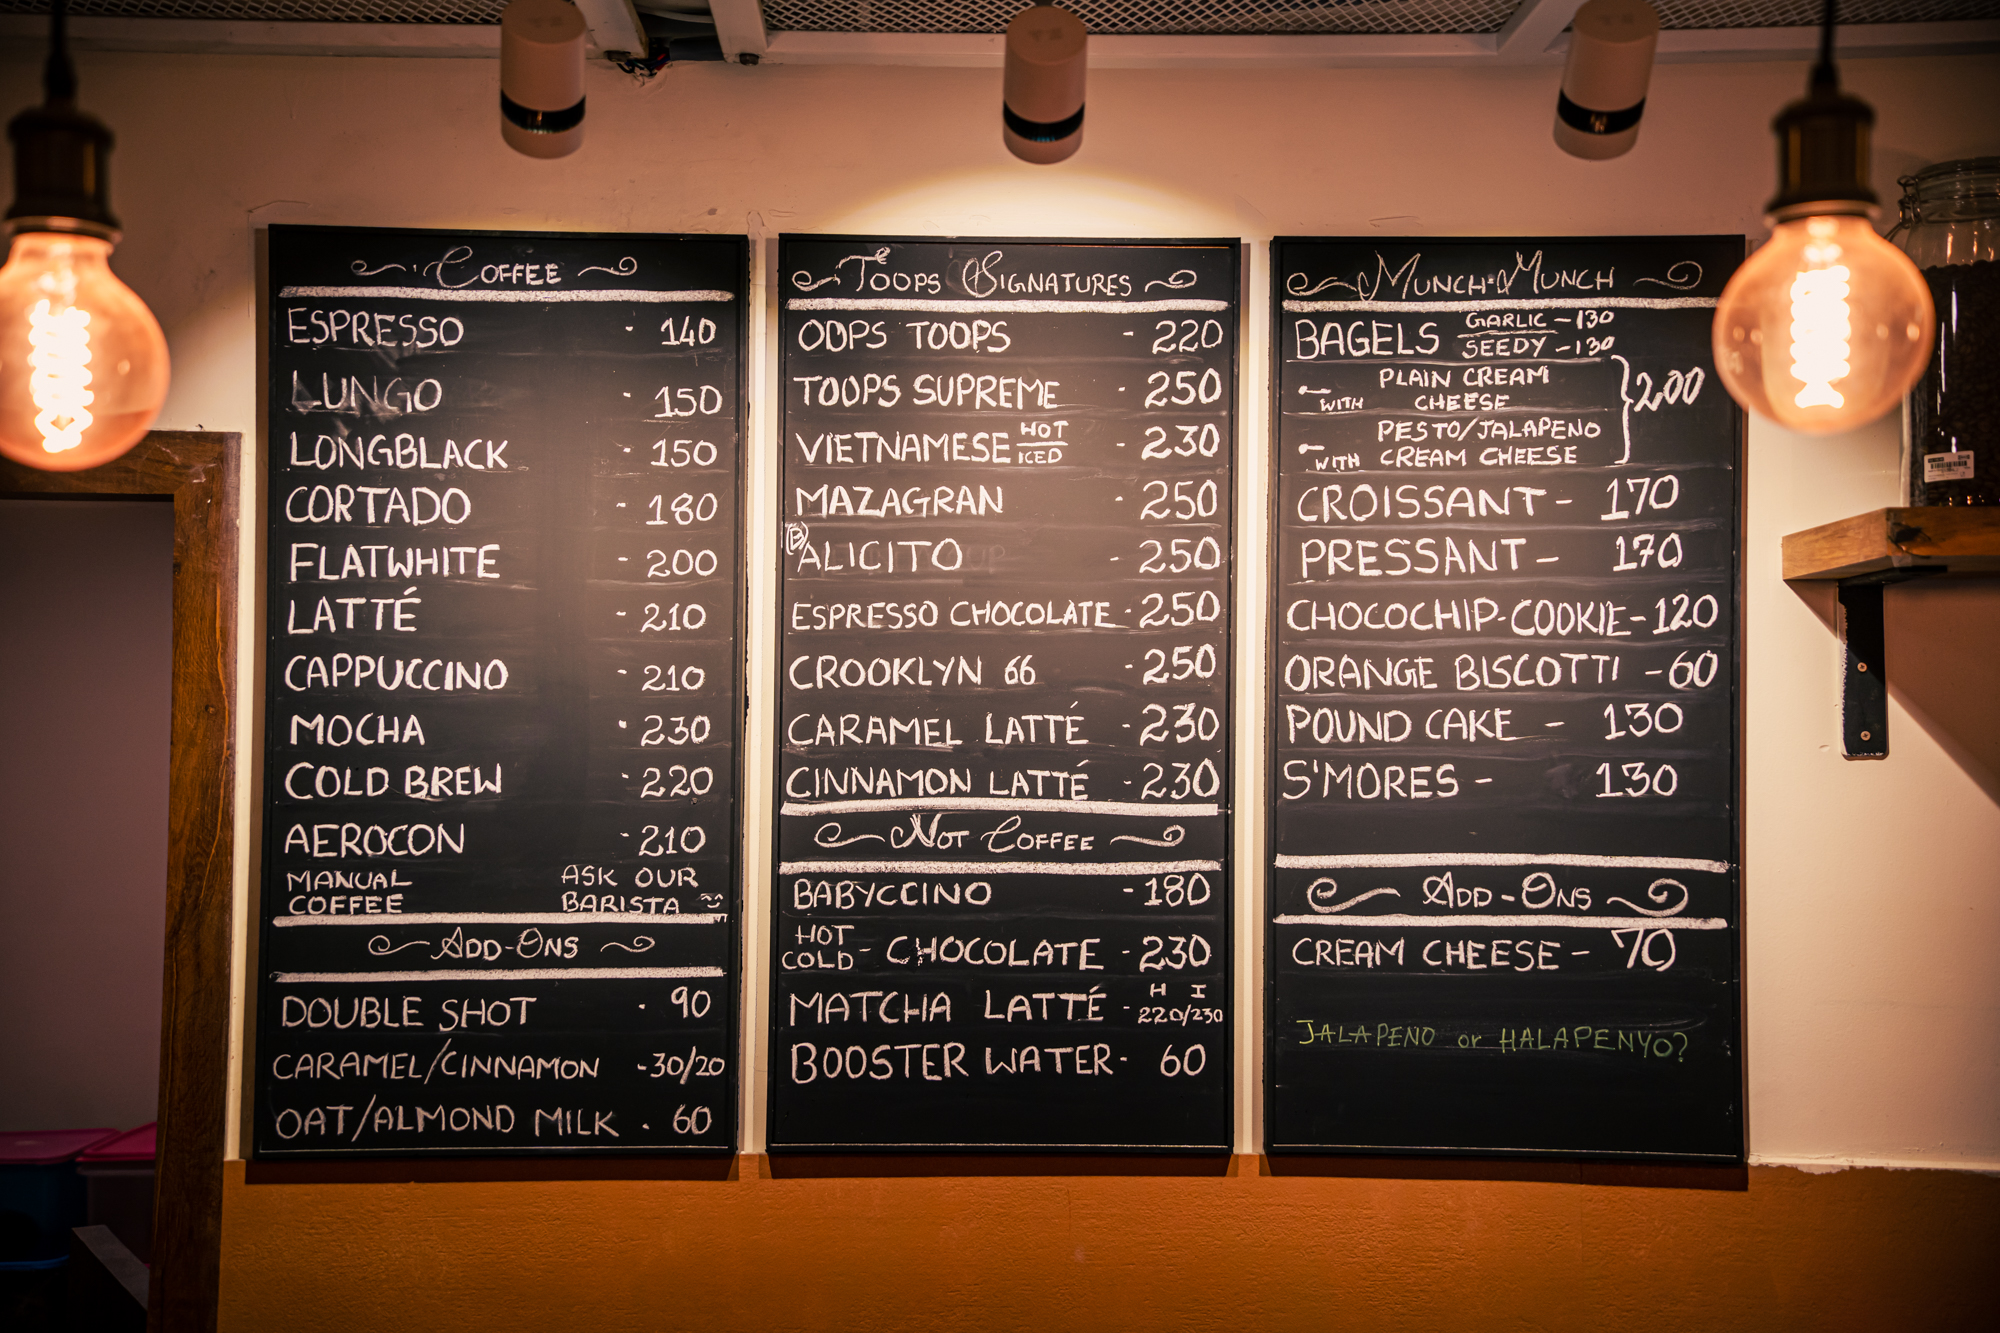 COFFEE
ESPRESSO - 140
LUNGO - 150
LONGBLACK - 150
CORTADO - 180
FLATWHITE - 200
LATTÉ - 210
CAPPUCCINO - 210
MOCHA - 230
COLD BREW - 220
AEROCON - 210
MANUAL ASK OUR
COFFEE BARISTA
ADD-ONS
DOUBLE SHOT - 90
CARAMEL/CINNAMON -30/20
OAT/ALMOND MILK - 60
TOOPS SIGNATURES
OOPS TOOPS - 220
TOOPS SUPREME - 250
VIETNAMESE HOT ICED - 230
MAZAGRAN - 250
(B)ALICITO - 250
ESPRESSO CHOCOLATE - 250
CROOKLYN 66 - 250
CARAMEL LATTÉ - 230
CINNAMON LATTÉ - 230
NOT COFFEE
BABYCCINO - 180
HOT COLD - CHOCOLATE - 230
H I
MATCHA LATTÉ - 220/230
BOOSTER WATER - 60
MUNCH-MUNCH
BAGELS GARLIC - 130
SEEDY - 130
PLAIN CREAM
WITH CHEESE
200
PESTO/JALAPENO
WITH CREAM CHEESE
CROISSANT - 170
PRESSANT - 170
CHOCOCHIP-COOKIE - 120
ORANGE BISCOTTI - 60
POUND CAKE - 130
S'MORES - 130
ADD-ONS
CREAM CHEESE - 70
JALAPENO or HALAPENYO?